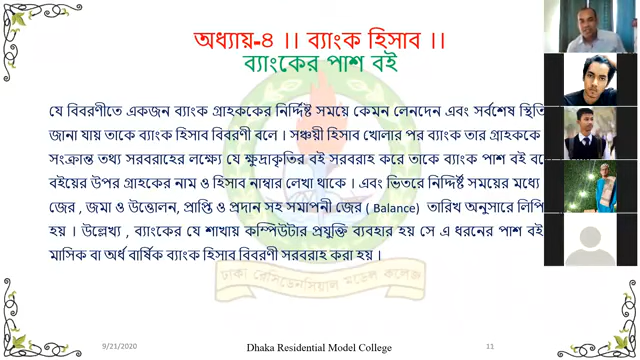 অধ্যায়-৪ ।। ব্যাংক হিসাব ।।
ব্যাংকের পাশ বই
যে বিবরণীতে একজন ব্যাংক গ্রাহককের নির্দ্দিষ্ট সময়ে কেমন লেনদেন এবং সর্বশেষ স্থিতি
জানা যায় তাকে ব্যাংক হিসাব বিবরণী বলে । সঞ্চয়ী হিসাব খোলার পর ব্যাংক তার গ্রাহককে
সংক্রান্ত তথ্য সরবরাহের লক্ষ্যে যে ক্ষুদ্রাকৃতির বই সরবরাহ করে তাকে ব্যাংক পাশ বই
বইয়ের উপর গ্রাহকের নাম ও হিসাব নাম্বার লেখা থাকে । এবং ভিতরে নির্দ্দিষ্ট সময়ের মধ্যে
জের , জমা ও উত্তোলন, প্রাপ্তি ও প্রদান সহ সমাপনী জের ( Balance) তারিখ অনুসারে লিপি
হয় । উল্লেখ্য , ব্যাংকের যে শাখায় কম্পিউটার প্রযুক্তি ব্যবহার হয় সে এ ধরনের পাশ বই
মাসিক বা অর্ধ বার্ষিক ব্যাংক হিসাব বিবরণী সরবরাহ করা হয় ।
ঢাকা রেসিডেনসিয়াল মডেল কলেজ
9/21/2020 Dhaka Residential Model College 11